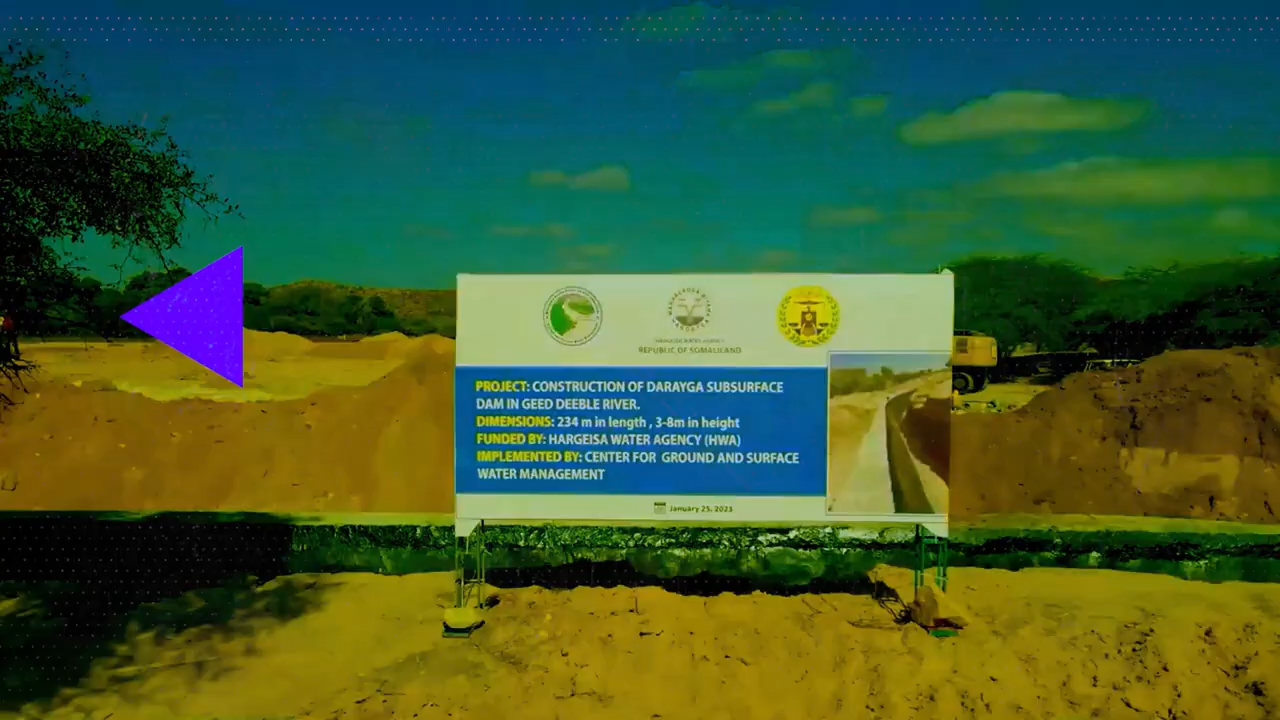 REPUBLIC OF SOMALILAND
PROJECT: CONSTRUCTION OF DARAYGA SUBSURFACE
DAM IN GEED DEEBLE RIVER.
DIMENSIONS: 234 m in length , 3-8m in height
FUNDED BY: HARGEISA WATER AGENCY (HWA)
IMPLEMENTED BY: CENTER FOR GROUND AND SURFACE
WATER MANAGEMENT
January 25, 2023